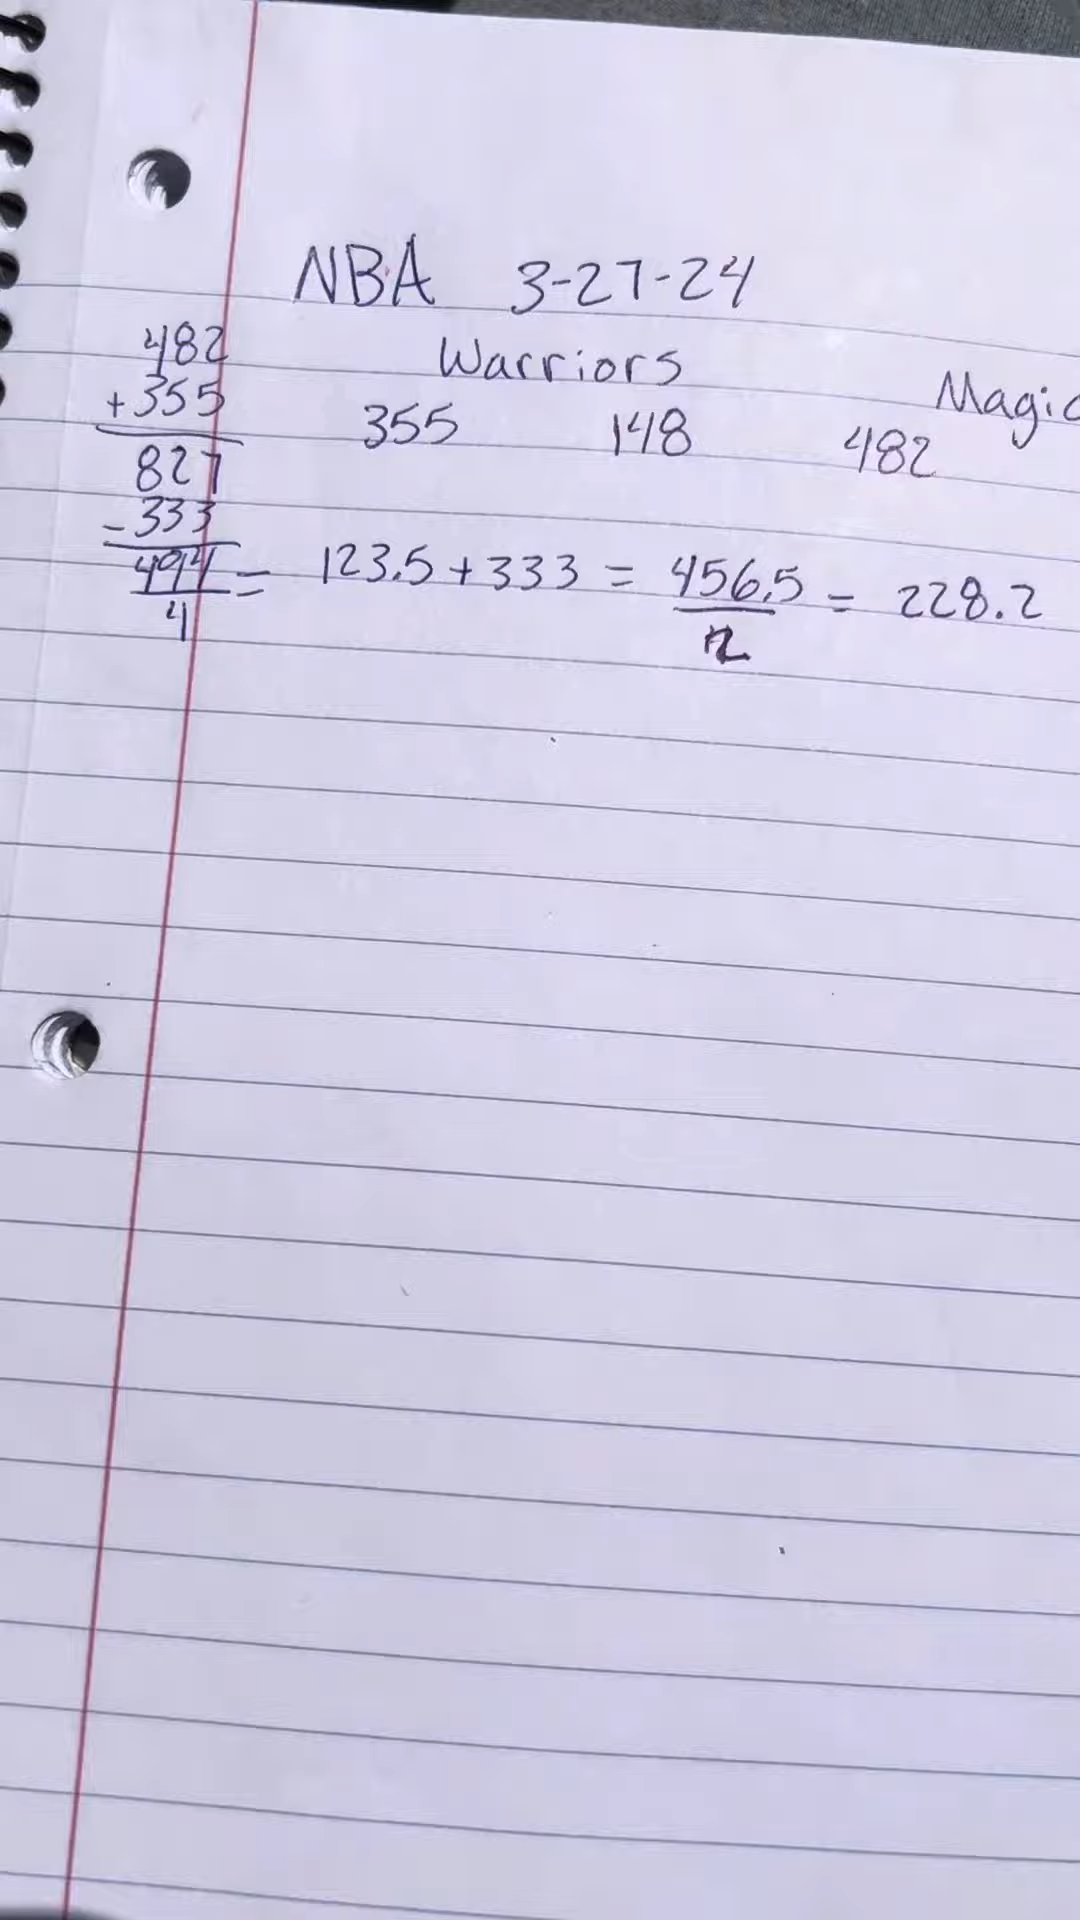 NBA 3-27-24
Warriors Magic
355 148 482
482
+355
827
-333
494/4 = 123.5 + 333 = 456.5/2 = 228.2